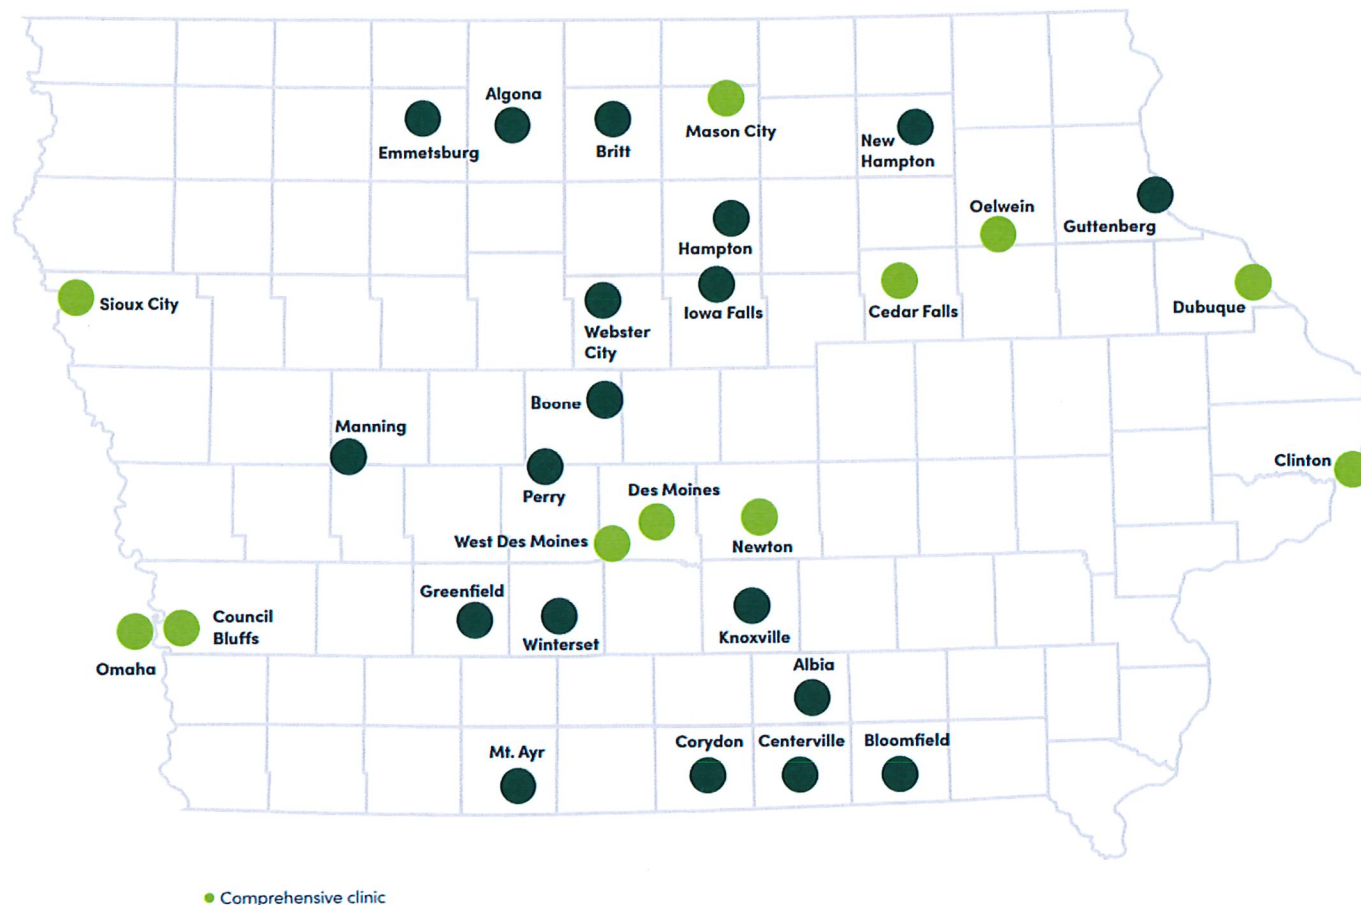 Algona
Emmetsburg
Britt
Mason City
New
Hampton
Oelwein
Guttenberg
Hampton
Sioux City
Webster
City
Iowa Falls
Cedar Falls
Dubuque
Boone
Manning
Perry
Des Moines
West Des Moines
Newton
Clinton
Greenfield
Winterset
Knoxville
Council
Bluffs
Omaha
Albia
Mt. Ayr
Corydon
Centerville
Bloomfield
Comprehensive clinic